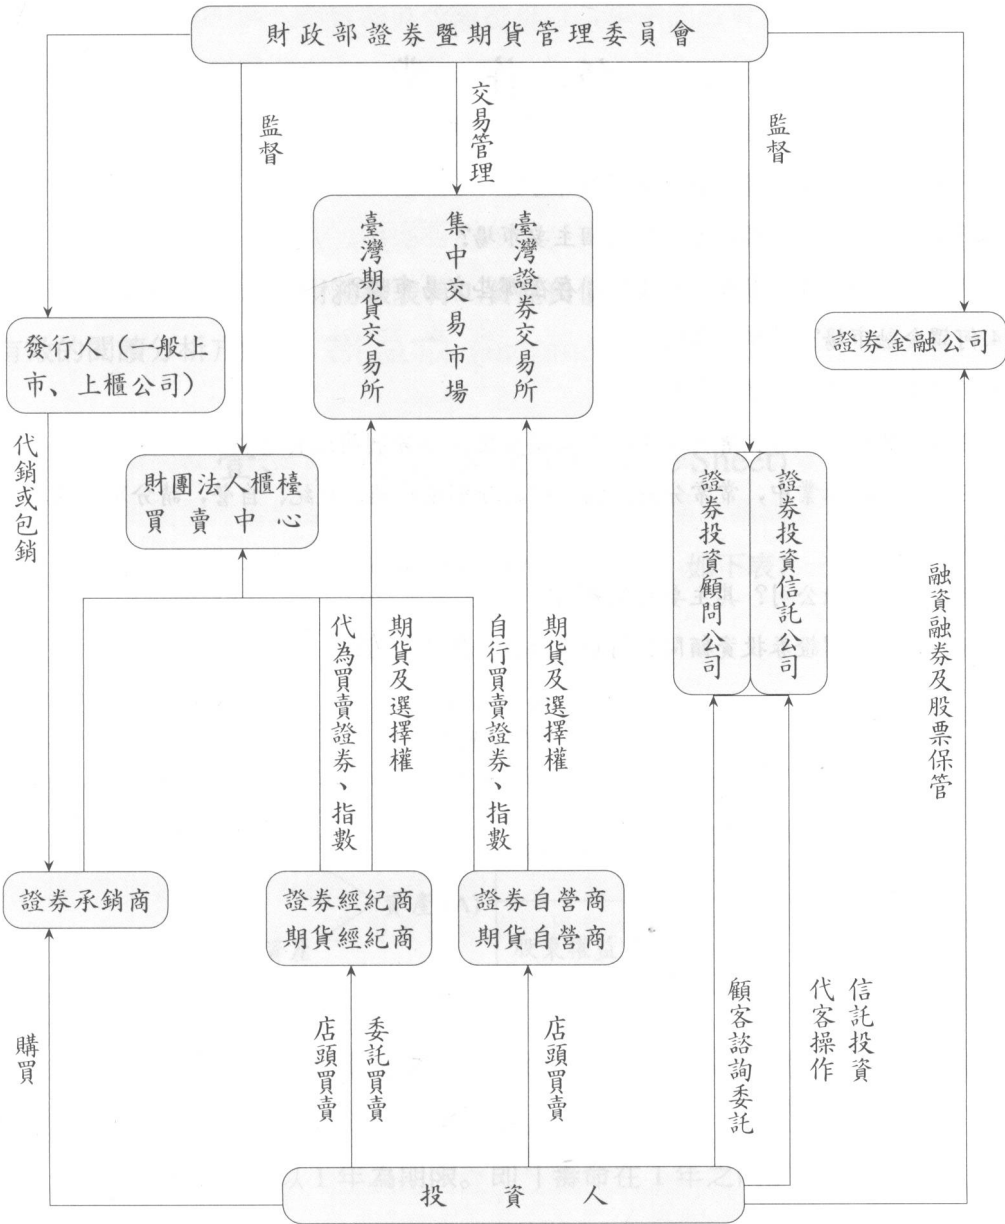 財政部證券暨期貨管理委員會
監督
交易管理
監督
臺灣期貨交易所
集中交易市場
臺灣證券交易所
發行人（一般上
市、上櫃公司）
證券金融公司
代銷或包銷
財團法人櫃檯
買賣中心
證券投資顧問公司
證券投資信託公司
代為買賣證券、指數
期貨及選擇權
自行買賣證券、指數
期貨及選擇權
融資融券及股票保管
證券承銷商
證券經紀商
期貨經紀商
證券自營商
期貨自營商
購買
店頭買賣
委託買賣
店頭買賣
顧客諮詢委託
代客操作
信託投資
投資人